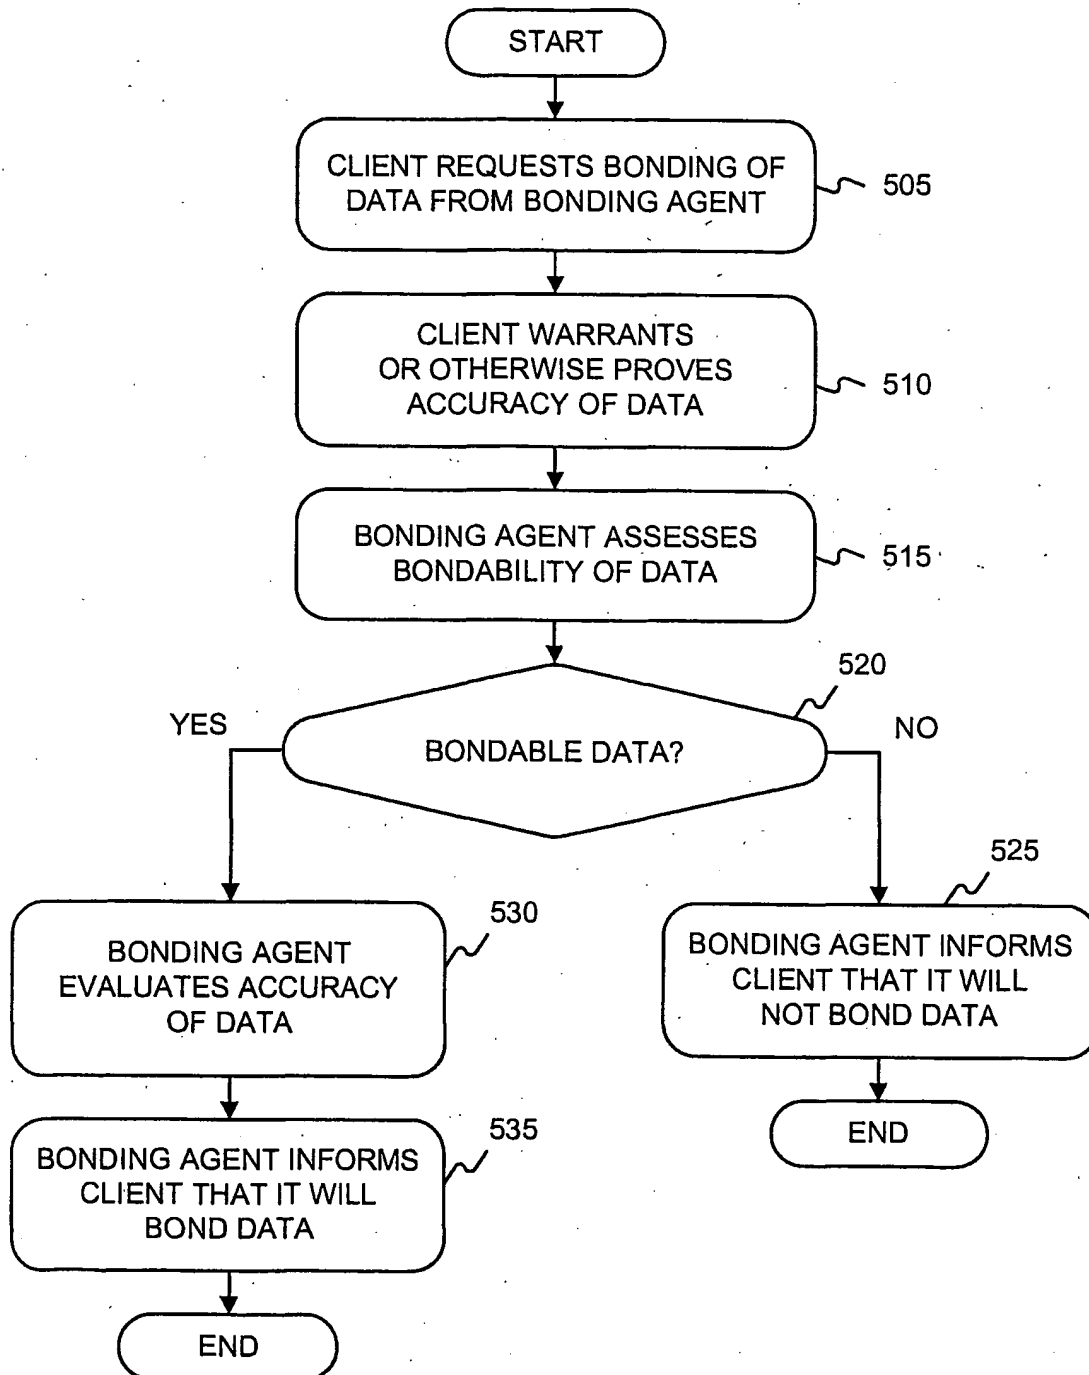 START
CLIENT REQUESTS BONDING OF
DATA FROM BONDING AGENT
505
CLIENT WARRANTS
OR OTHERWISE PROVES
ACCURACY OF DATA
510
BONDING AGENT ASSESSES
BONDABILITY OF DATA
515
520
YES
BONDABLE DATA?
NO
525
530
BONDING AGENT
EVALUATES ACCURACY
OF DATA
BONDING AGENT INFORMS
CLIENT THAT IT WILL
NOT BOND DATA
535
BONDING AGENT INFORMS
CLIENT THAT IT WILL
BOND DATA
END
END